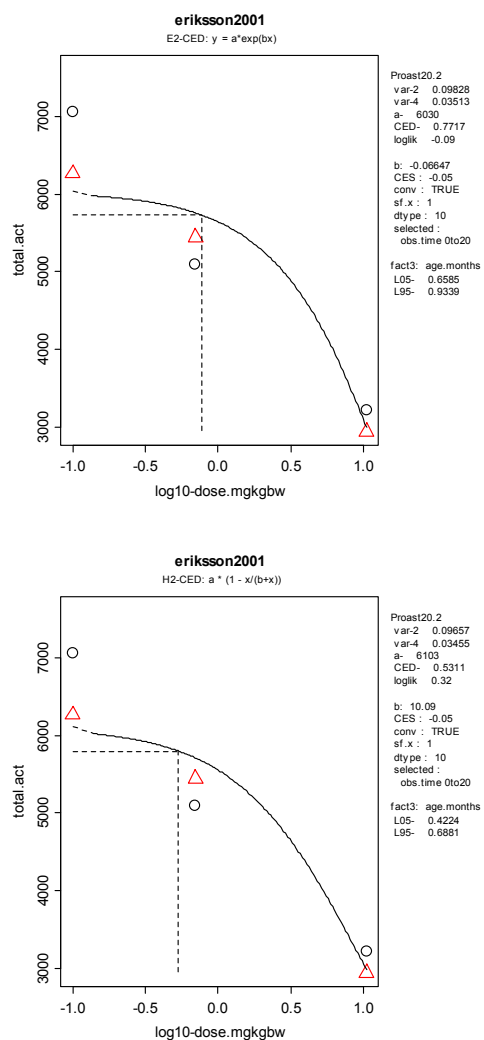 eriksson2001
E2-CED: y = a*exp(bx)
total.act
7000
6000
5000
4000
3000
-1.0 -0.5 0.0 0.5 1.0
log10-dose.mgkgbw
Proast20.2
var-2 0.09828
var-4 0.03513
a- 6030
CED- 0.7717
loglik -0.09
b: -0.06647
CES : -0.05
conv : TRUE
sf.x : 1
dtype : 10
selected :
obs.time 0to20
fact3: age.months
L05- 0.6585
L95- 0.9339
eriksson2001
H2-CED: a * (1 - x/(b+x))
total.act
7000
6000
5000
4000
3000
-1.0 -0.5 0.0 0.5 1.0
log10-dose.mgkgbw
Proast20.2
var-2 0.09657
var-4 0.03455
a- 6103
CED- 0.5311
loglik 0.32
b: 10.09
CES : -0.05
conv : TRUE
sf.x : 1
dtype : 10
selected :
obs.time 0to20
fact3: age.months
L05- 0.4224
L95- 0.6881